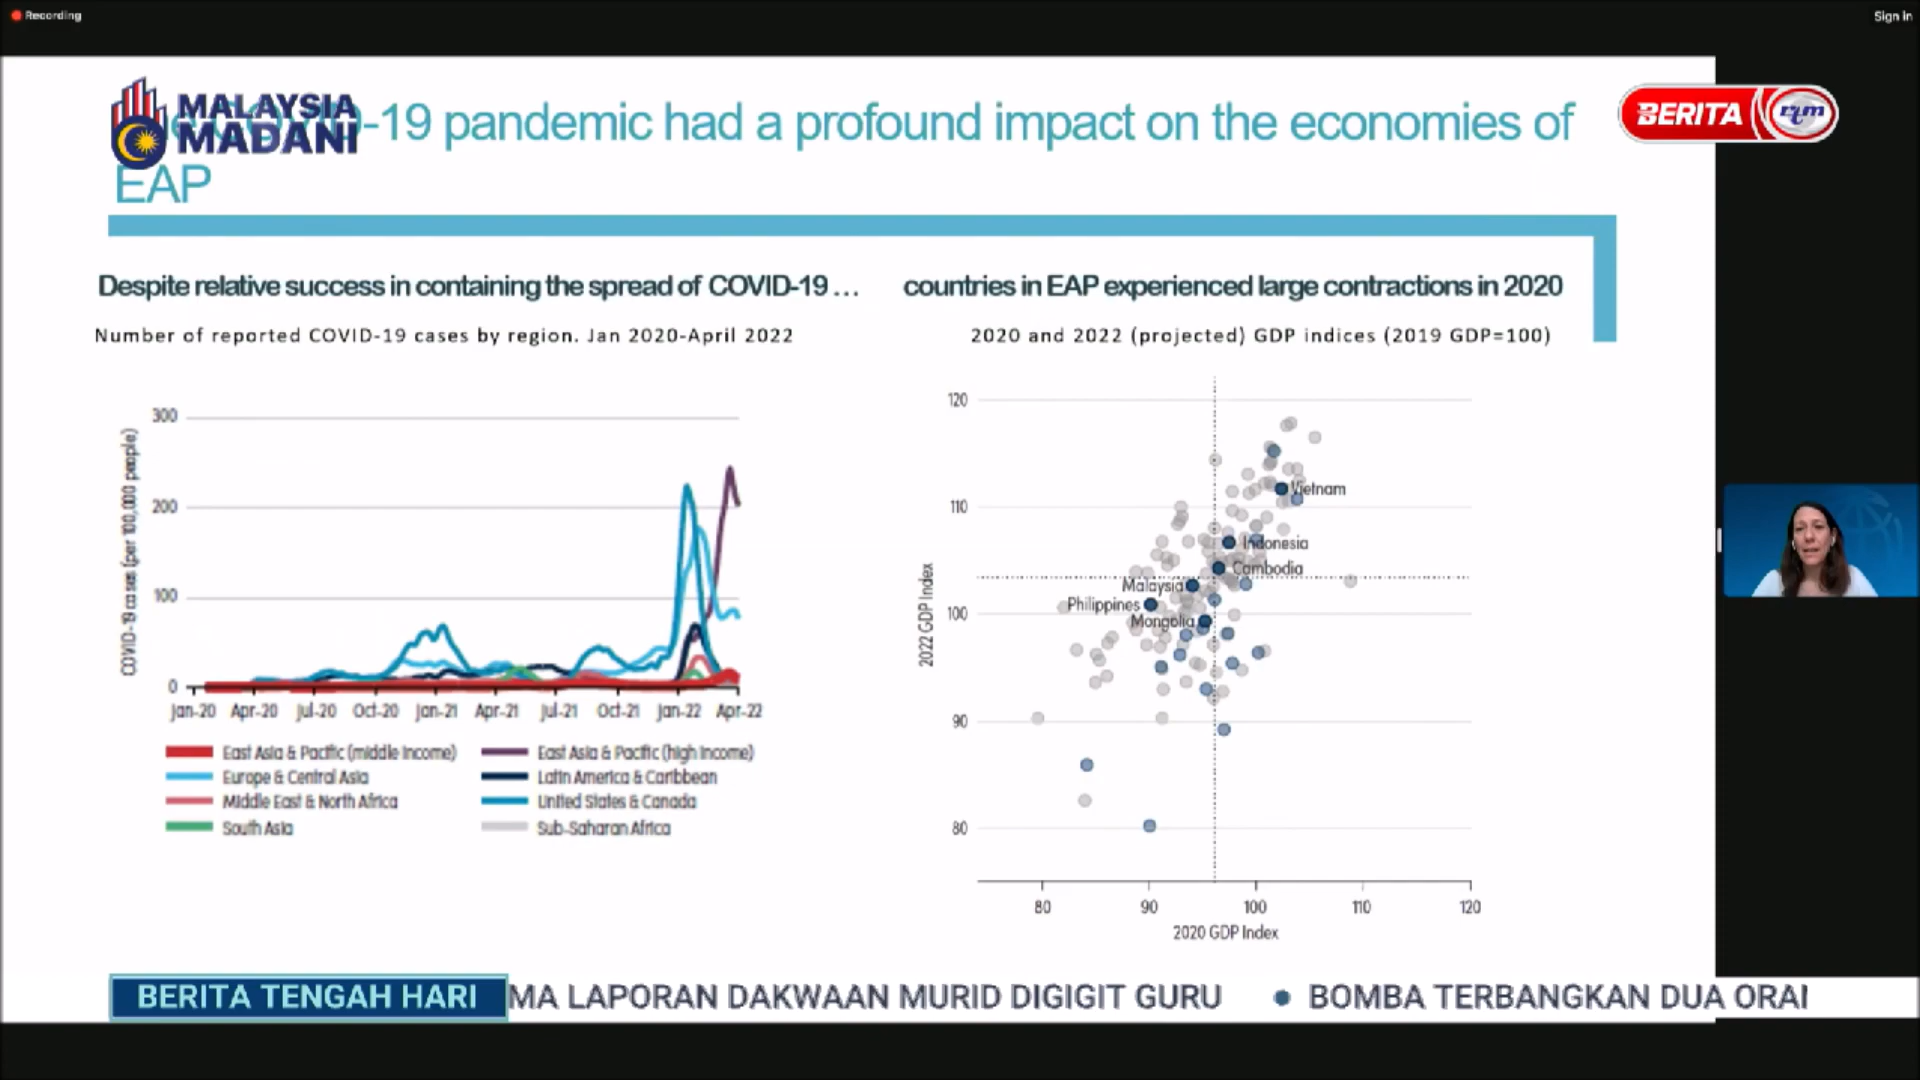 Recording
Sign in
MALAYSIA
MADANI
-19 pandemic had a profound impact on the economies of
EAP
BERITA rtm
Despite relative success in containing the spread of COVID-19 ...
countries in EAP experienced large contractions in 2020
Number of reported COVID-19 cases by region. Jan 2020-April 2022
2020 and 2022 (projected) GDP indices (2019 GDP=100)
COVID-19 cases (per 100,000 people)
300
200
100
0
Jan-20 Apr-20 Jul-20 Oct-20 Jan-21 Apr-21 Jul-21 Oct-21 Jan-22 Apr-22
East Asia & Pacific (middle income)
East Asia & Pacific (high income)
Europe & Central Asia
Latin America & Caribbean
Middle East & North Africa
United States & Canada
South Asia
Sub-Saharan Africa
2022 GDP Index
120
110
100
90
80
Vietnam
Indonesia
Cambodia
Malaysia
Philippines
Mongolia
80 90 100 110 120
2020 GDP Index
BERITA TENGAH HARI
MA LAPORAN DAKWAAN MURID DIGIGIT GURU • BOMBA TERBANGKAN DUA ORA